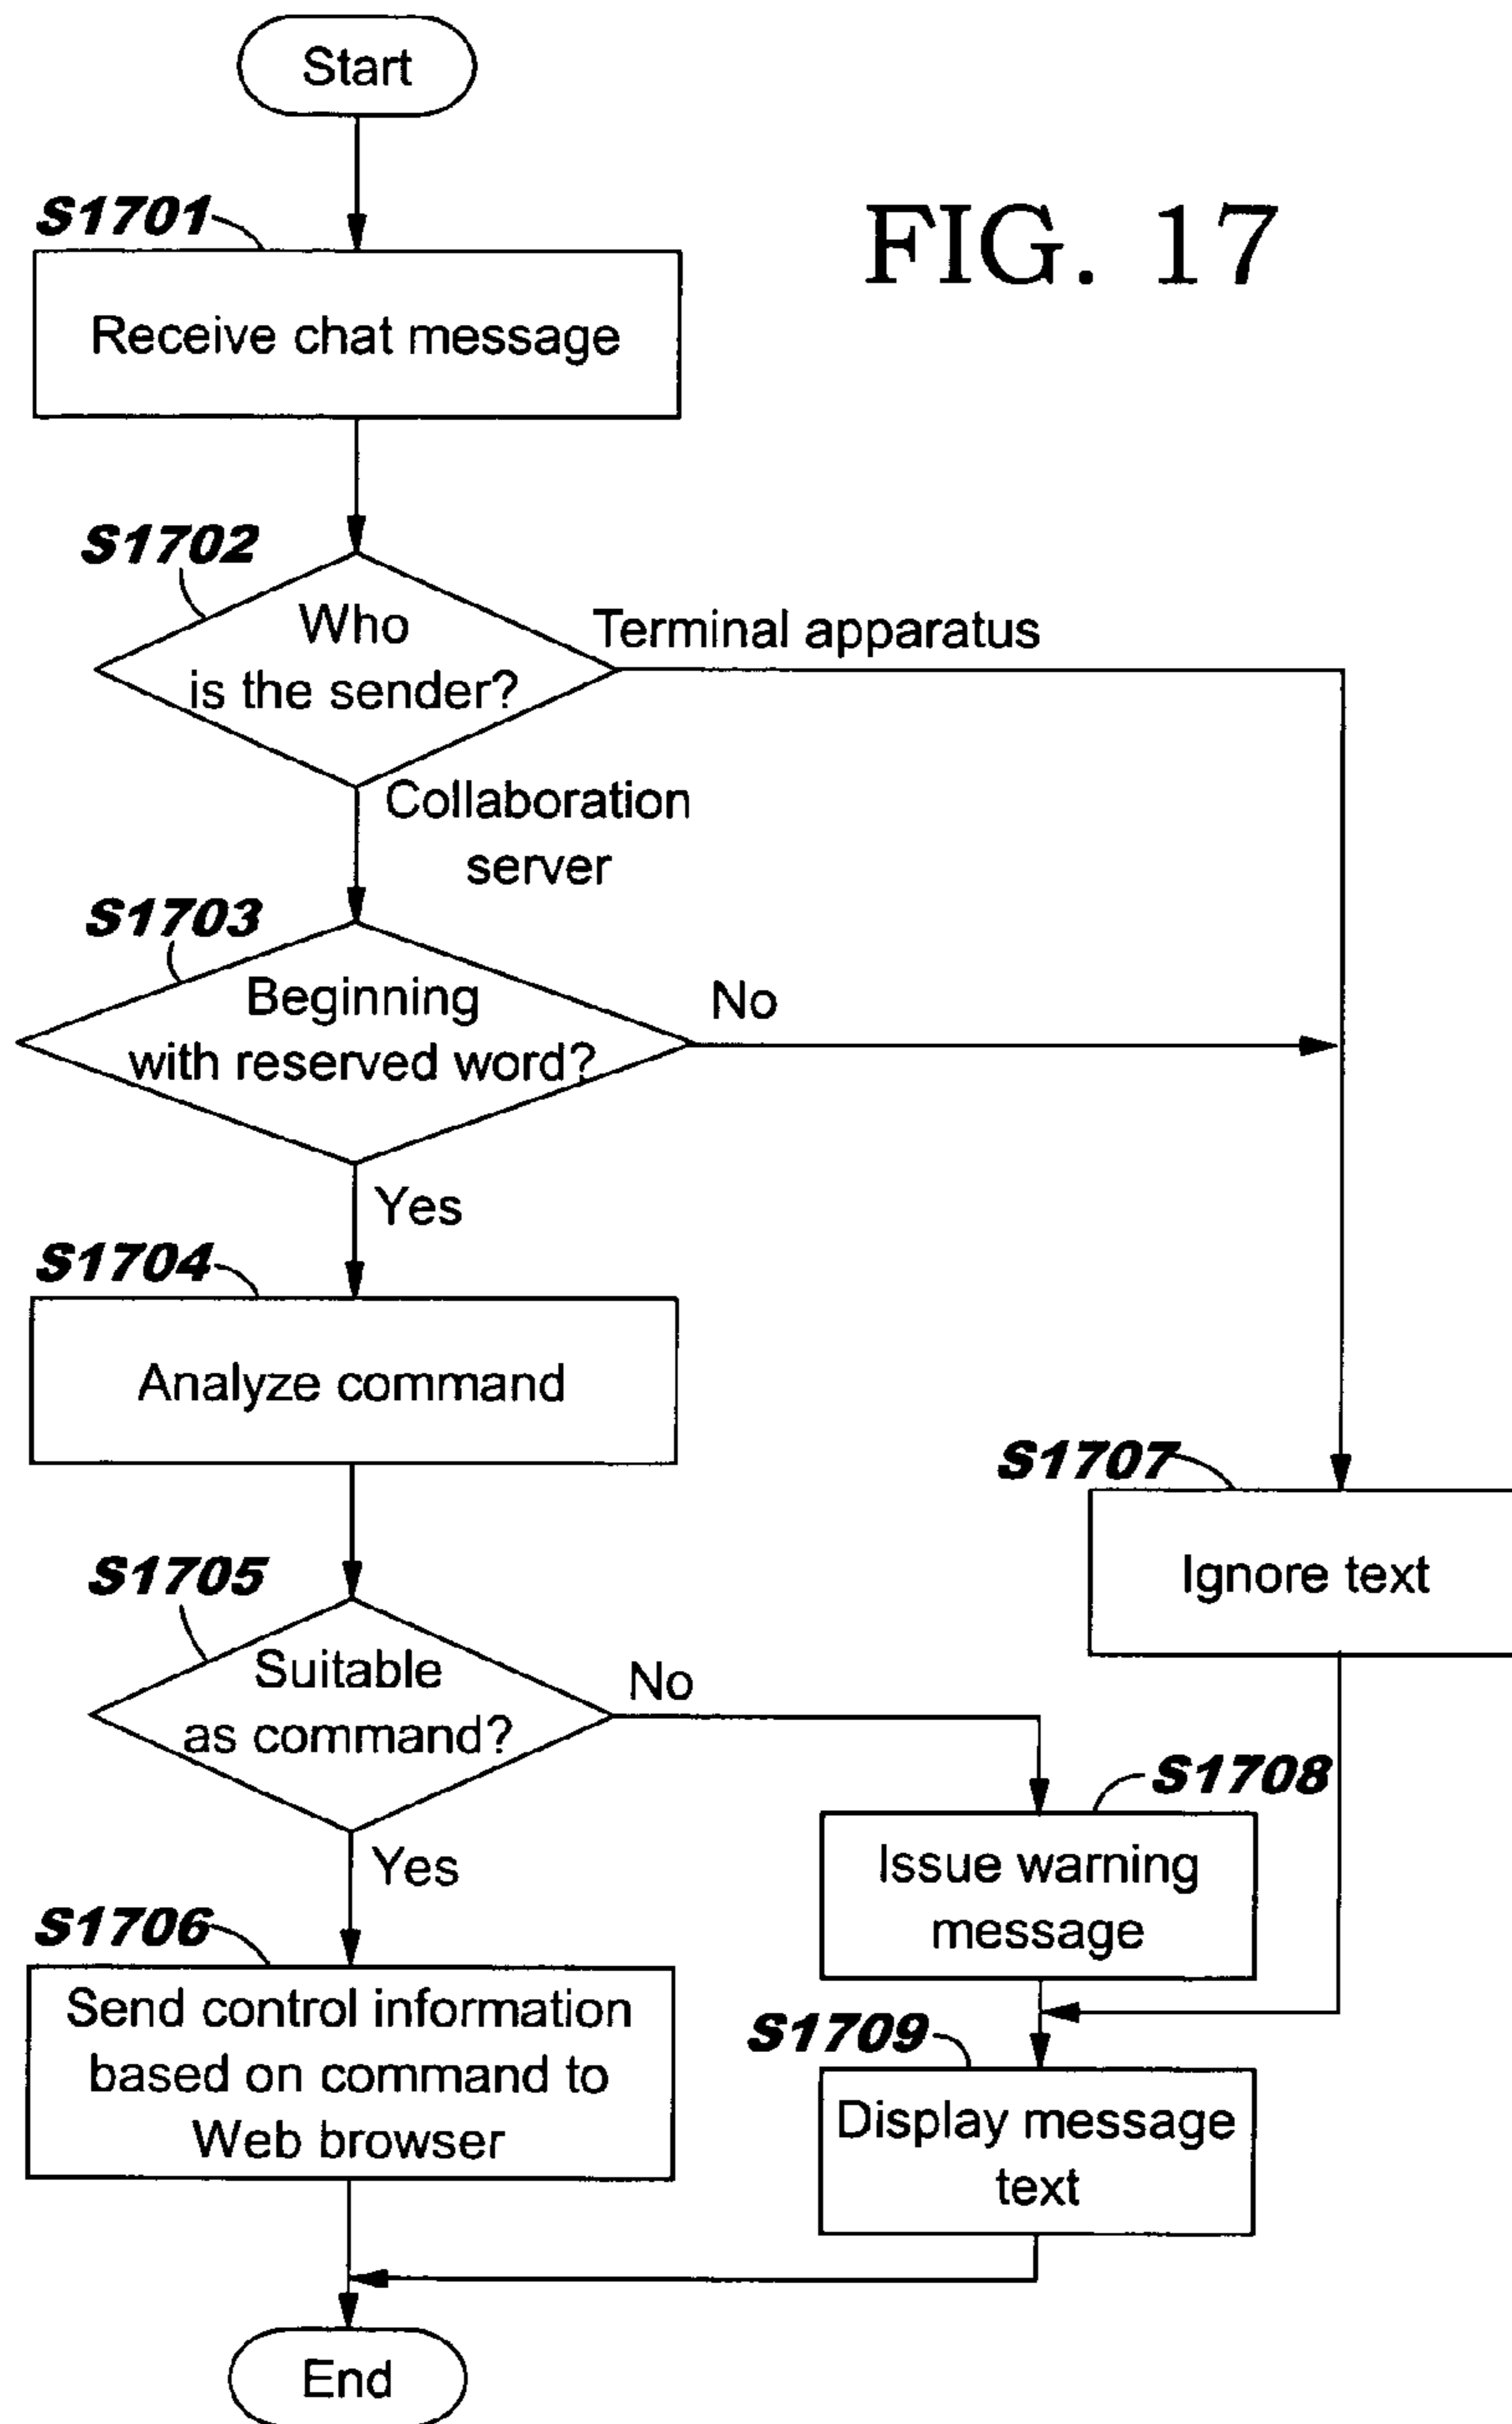 Start
FIG. 17
S1701
Receive chat message
S1702
Who
is the sender?
Terminal apparatus
Collaboration
server
S1703
Beginning
with reserved word?
No
Yes
S1704
Analyze command
S1707
Ignore text
S1705
Suitable
as command?
No
Yes
S1708
Issue warning
message
S1706
Send control information
based on command to
Web browser
S1709
Display message
text
End